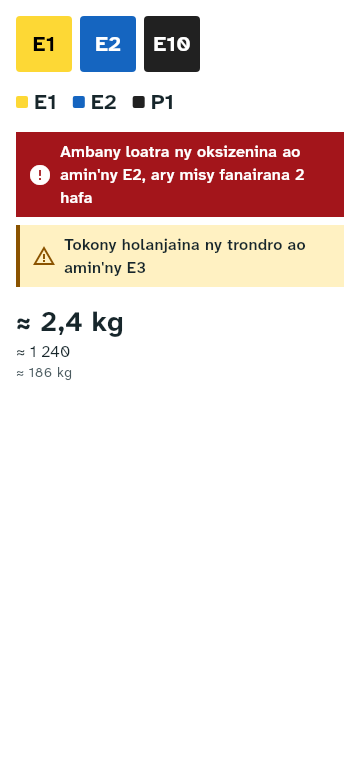 E1 E2 E10
E1 E2 P1
Ambany loatra ny oksizenina ao
amin'ny E2, ary misy fanairana 2
hafa
Tokony holanjaina ny trondro ao
amin'ny E3
≈ 2,4 kg
≈ 1 240
≈ 186 kg